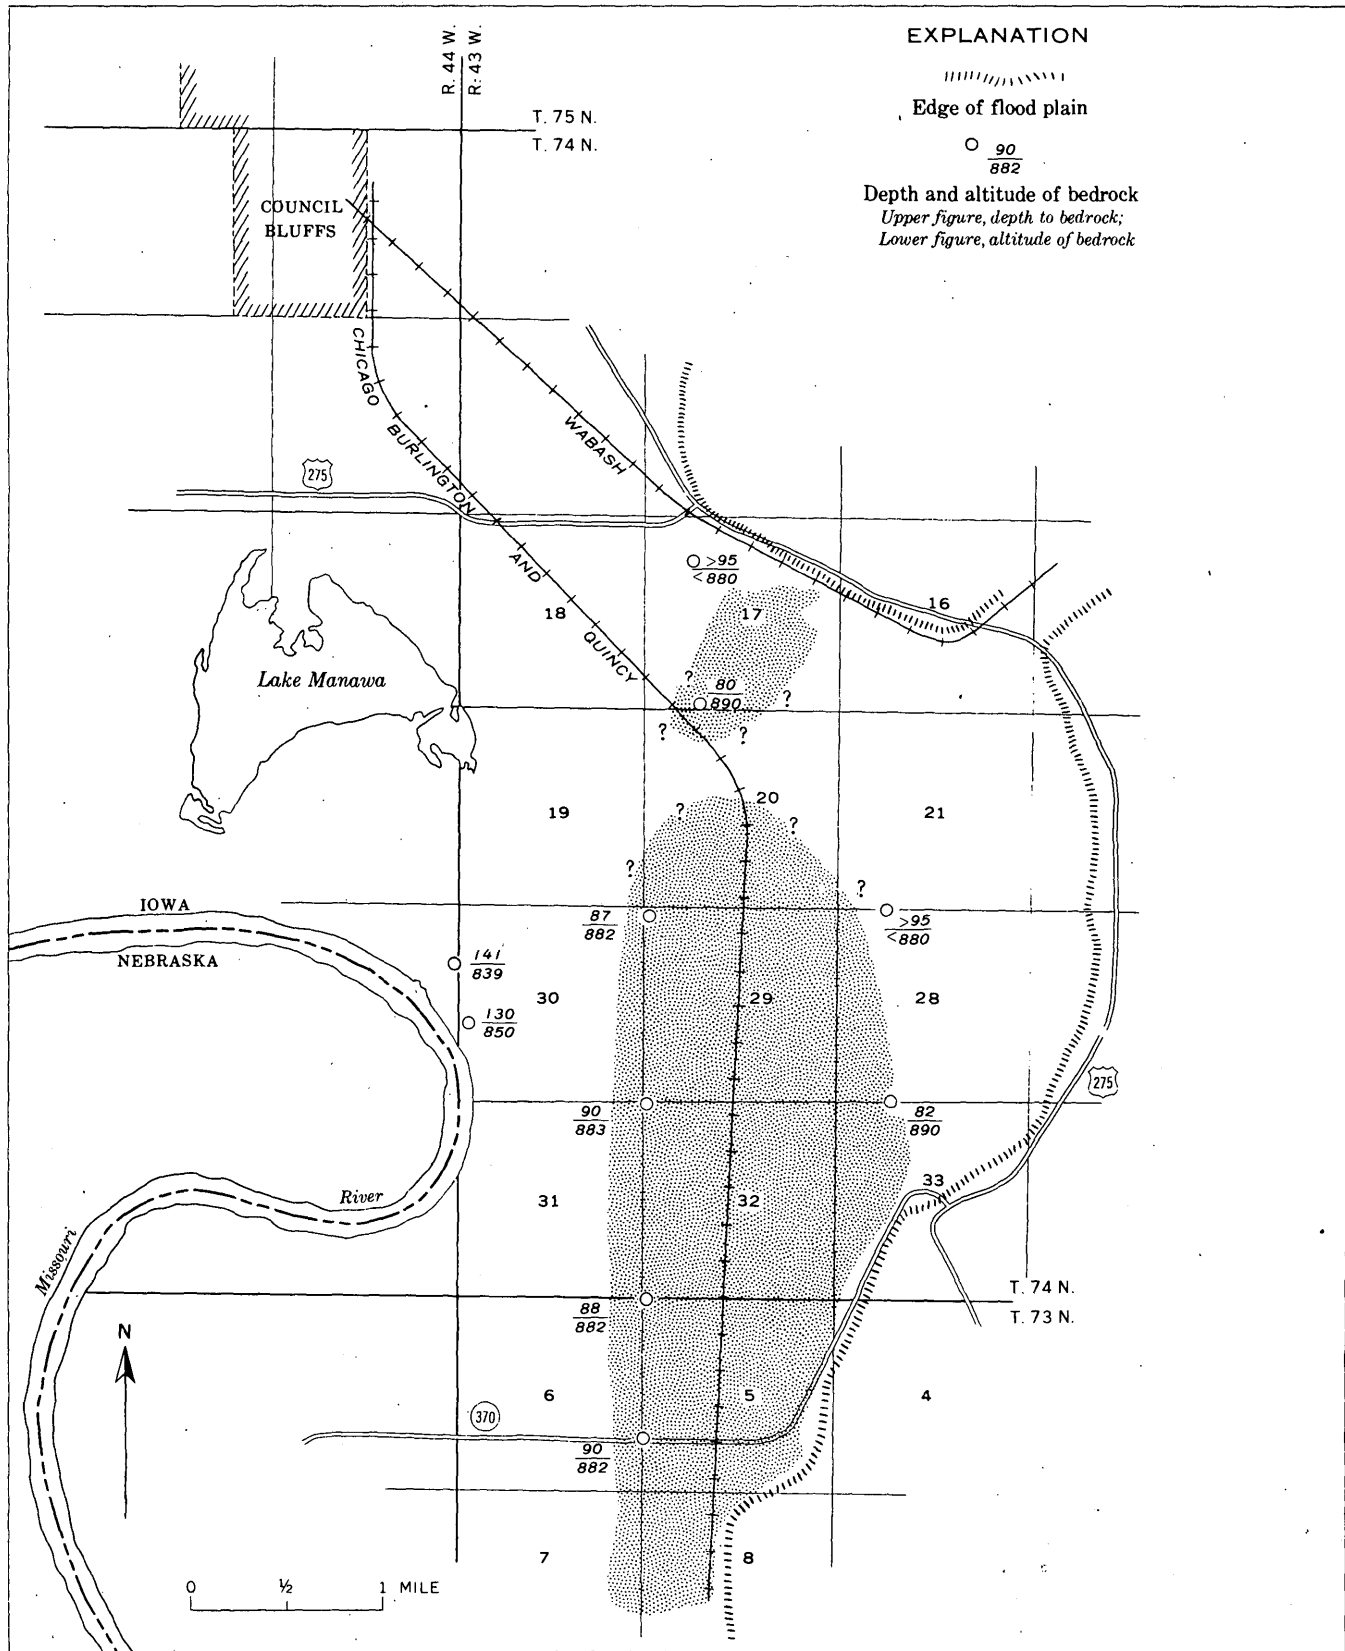 EXPLANATION
Edge of flood plain
90
882
Depth and altitude of bedrock
Upper figure, depth to bedrock;
Lower figure, altitude of bedrock
R. 44 W.
R. 43 W.
T. 75 N.
T. 74 N.
COUNCIL
BLUFFS
CHICAGO
BURLINGTON
AND
QUINCY
WABASH
275
>95
<880
18
17
16
Lake Manawa
?
80
890
?
?
?
19
20
21
?
?
?
?
IOWA
NEBRASKA
87
882
>95
<880
141
839
130
850
30
29
28
275
90
883
82
890
31
32
33
River
Missouri
T. 74 N.
T. 73 N.
88
882
N
6
5
4
370
90
882
7
8
0 ½ 1 MILE